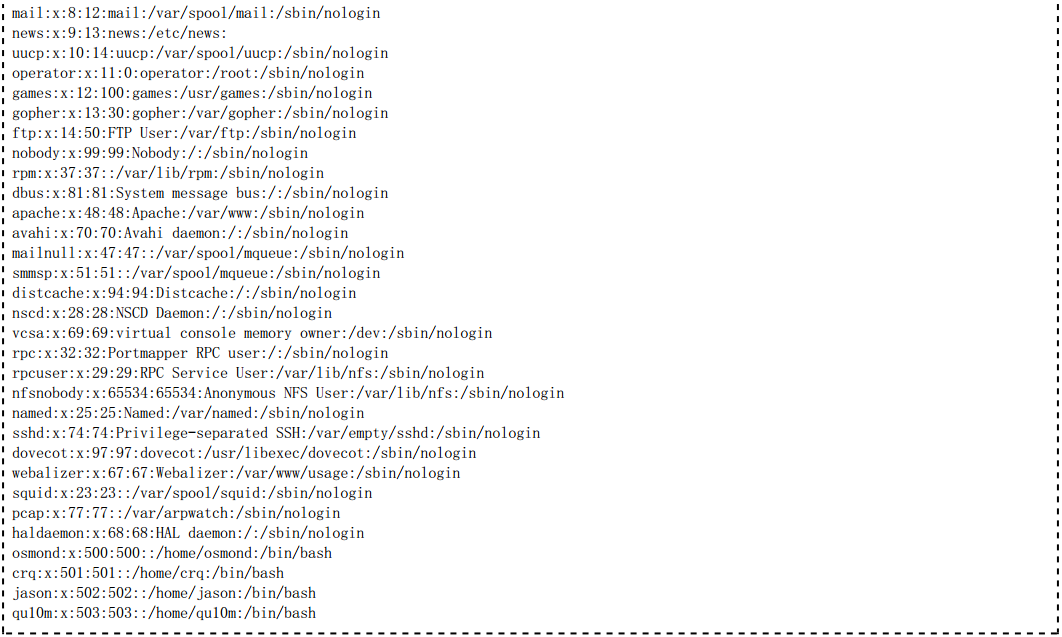 mail:x:8:12:mail:/var/spool/mail:/sbin/nologin
news:x:9:13:news:/etc/news:
uucp:x:10:14:uucp:/var/spool/uucp:/sbin/nologin
operator:x:11:0:operator:/root:/sbin/nologin
games:x:12:100:games:/usr/games:/sbin/nologin
gopher:x:13:30:gopher:/var/gopher:/sbin/nologin
ftp:x:14:50:FTP User:/var/ftp:/sbin/nologin
nobody:x:99:99:Nobody:/:/sbin/nologin
rpm:x:37:37::/var/lib/rpm:/sbin/nologin
dbus:x:81:81:System message bus:/:/sbin/nologin
apache:x:48:48:Apache:/var/www:/sbin/nologin
avahi:x:70:70:Avahi daemon:/:/sbin/nologin
mailnull:x:47:47::/var/spool/mqueue:/sbin/nologin
smmsp:x:51:51::/var/spool/mqueue:/sbin/nologin
distcache:x:94:94:Distcache:/:/sbin/nologin
nscd:x:28:28:NSCD Daemon:/:/sbin/nologin
vcsa:x:69:69:virtual console memory owner:/dev:/sbin/nologin
rpc:x:32:32:Portmapper RPC user:/:/sbin/nologin
rpcuser:x:29:29:RPC Service User:/var/lib/nfs:/sbin/nologin
nfsnobody:x:65534:65534:Anonymous NFS User:/var/lib/nfs:/sbin/nologin
named:x:25:25:Named:/var/named:/sbin/nologin
sshd:x:74:74:Privilege-separated SSH:/var/empty/sshd:/sbin/nologin
dovecot:x:97:97:dovecot:/usr/libexec/dovecot:/sbin/nologin
webalizer:x:67:67:Webalizer:/var/www/usage:/sbin/nologin
squid:x:23:23::/var/spool/squid:/sbin/nologin
pcap:x:77:77::/var/arpwatch:/sbin/nologin
haldaemon:x:68:68:HAL daemon:/:/sbin/nologin
osmond:x:500:500::/home/osmond:/bin/bash
crq:x:501:501::/home/crq:/bin/bash
jason:x:502:502::/home/jason:/bin/bash
qu10m:x:503:503::/home/qu10m:/bin/bash